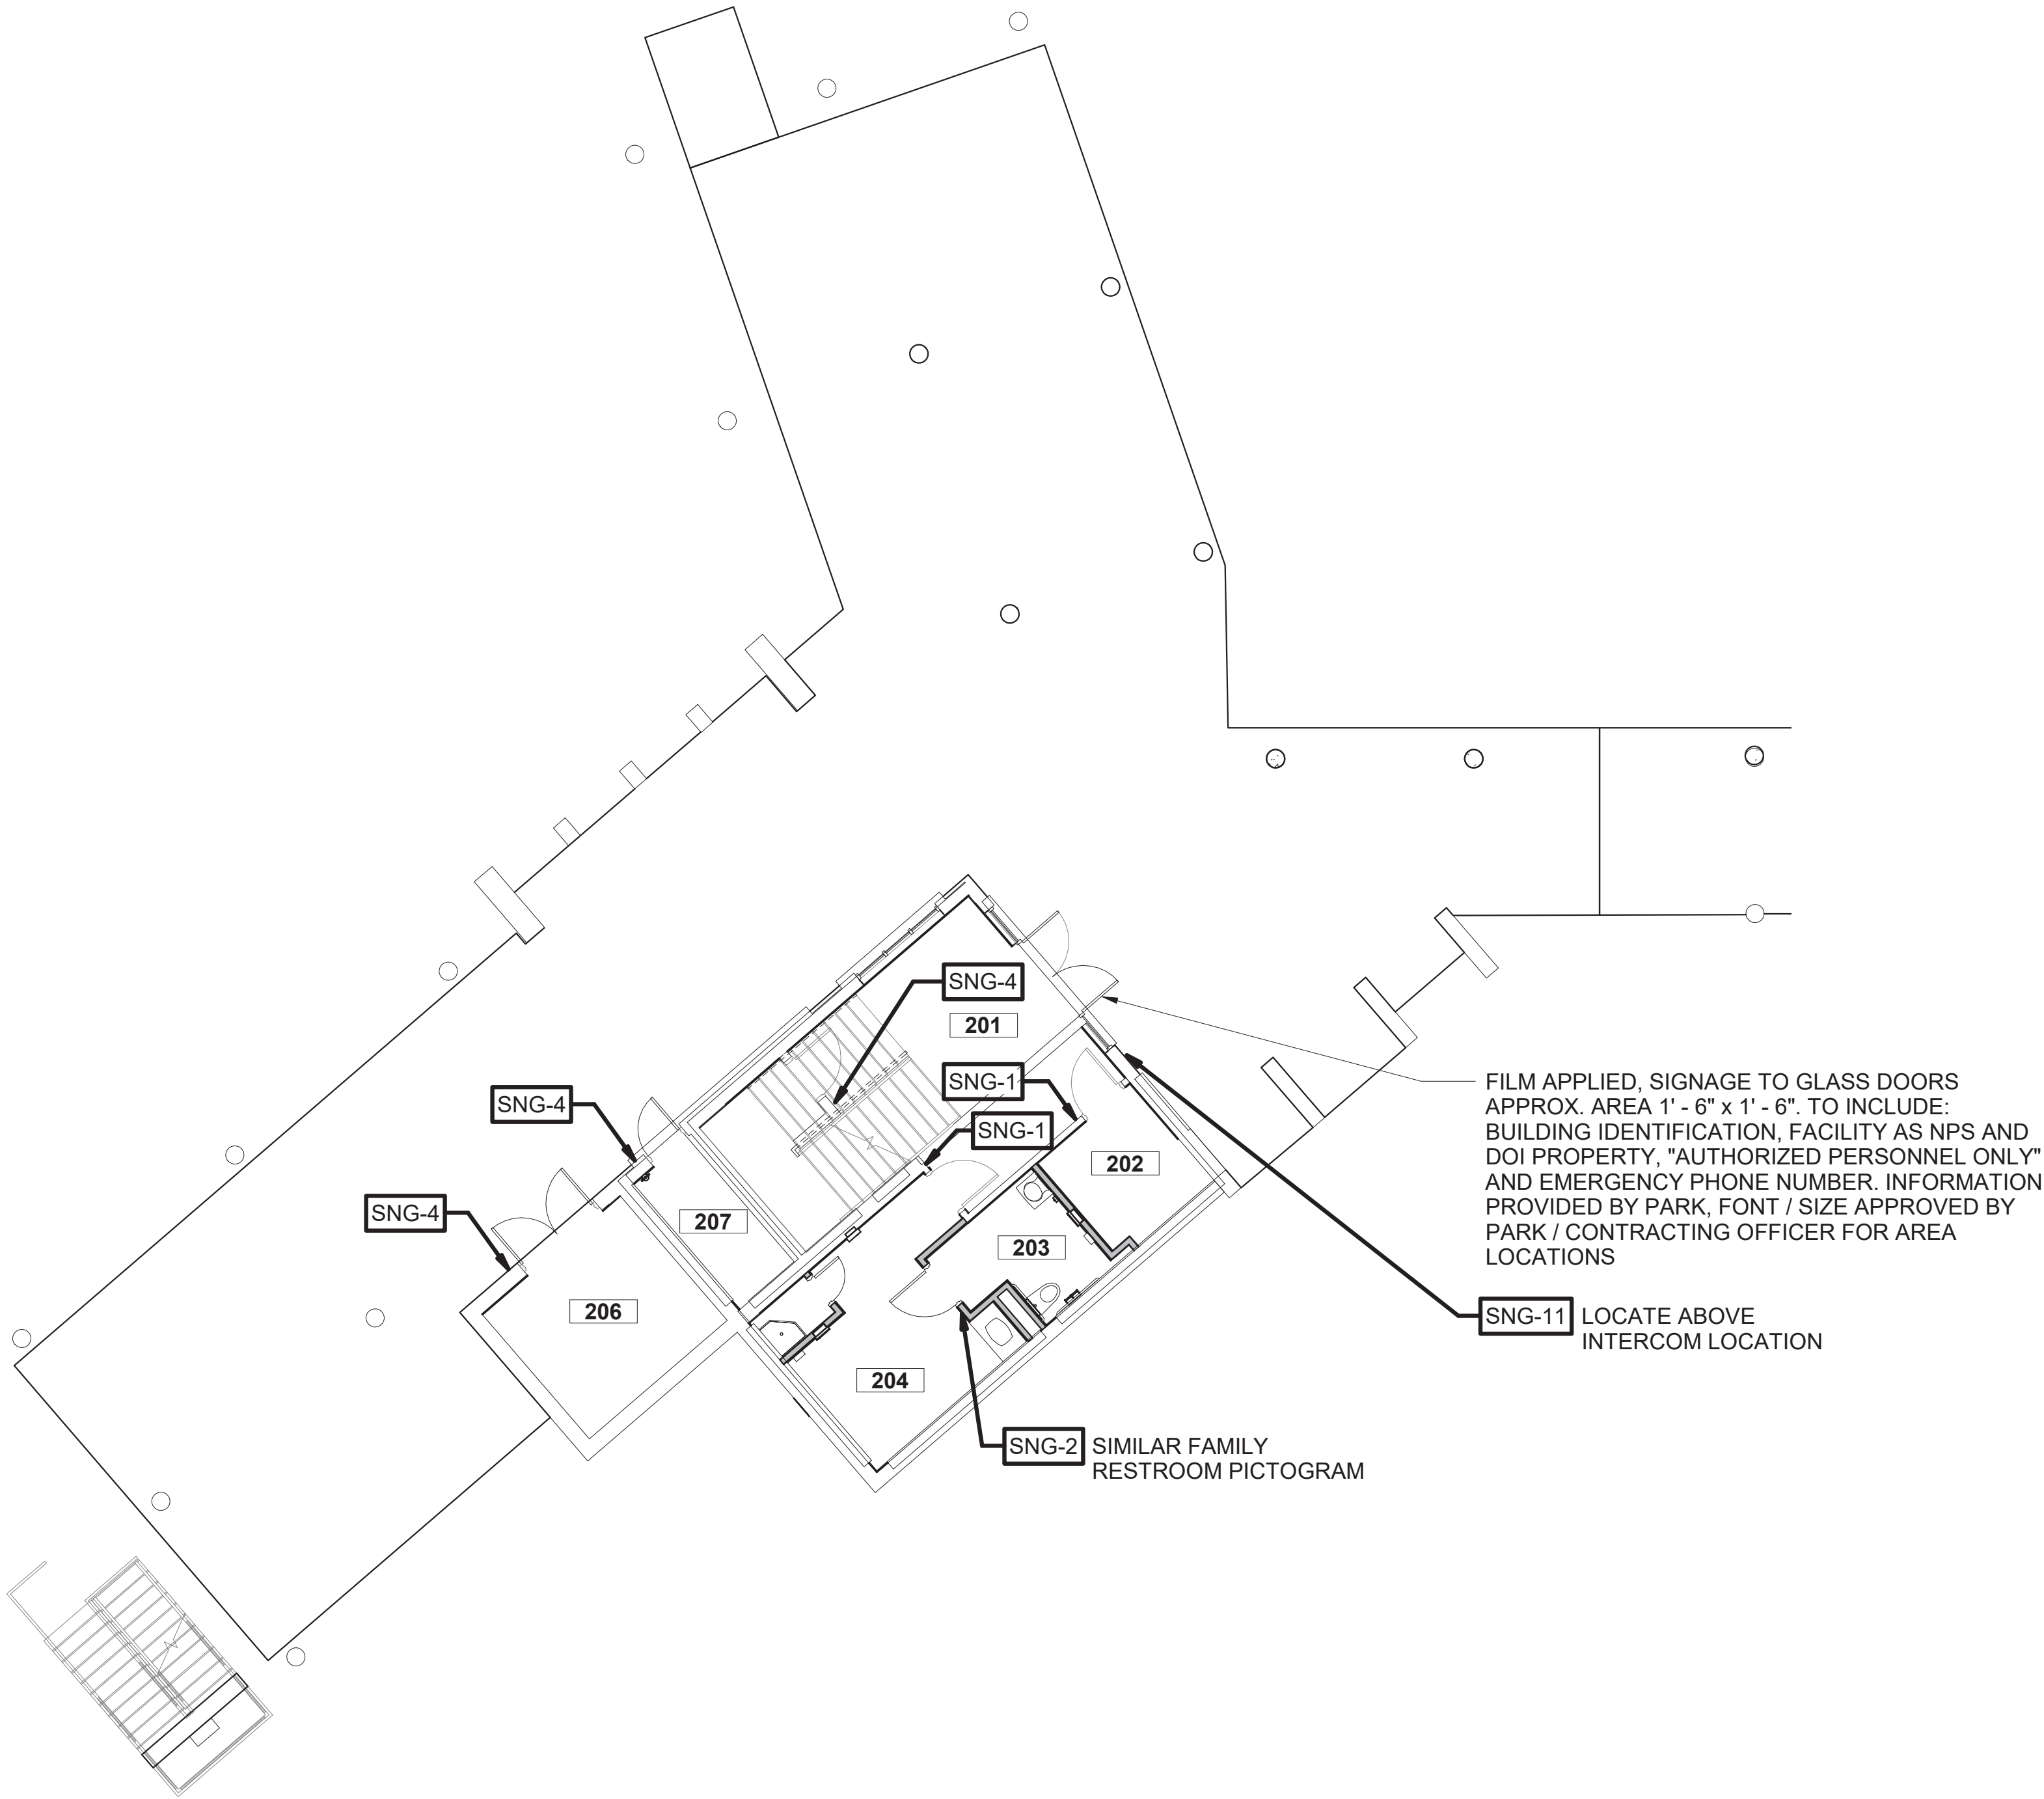 SNG-4
201
SNG-1
SNG-4
SNG-1
202
SNG-4
207
203
206
204
FILM APPLIED, SIGNAGE TO GLASS DOORS
APPROX. AREA 1' - 6" x 1' - 6". TO INCLUDE:
BUILDING IDENTIFICATION, FACILITY AS NPS AND
DOI PROPERTY, "AUTHORIZED PERSONNEL ONLY"
AND EMERGENCY PHONE NUMBER. INFORMATION
PROVIDED BY PARK, FONT / SIZE APPROVED BY
PARK / CONTRACTING OFFICER FOR AREA
LOCATIONS
SNG-11 LOCATE ABOVE
INTERCOM LOCATION
SNG-2 SIMILAR FAMILY
RESTROOM PICTOGRAM